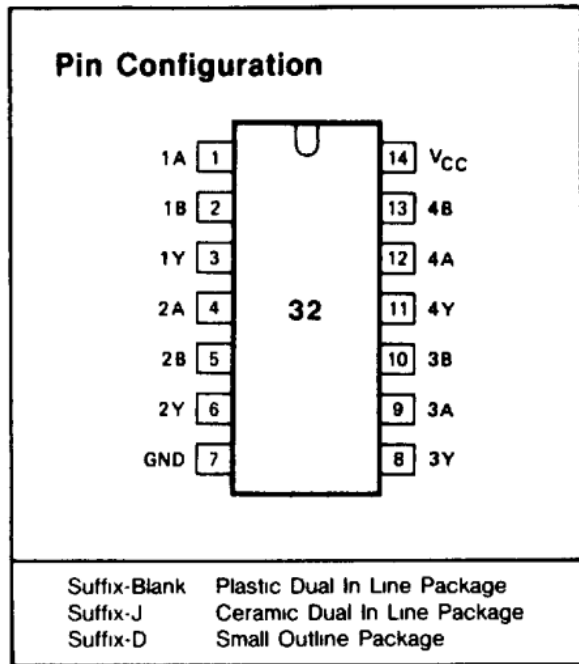 Pin Configuration
1A 1 14 VCC
1B 2 13 4B
1Y 3 12 4A
2A 4 32 11 4Y
2B 5 10 3B
2Y 6 9 3A
GND 7 8 3Y
Suffix-Blank Plastic Dual In Line Package
Suffix-J Ceramic Dual In Line Package
Suffix-D Small Outline Package